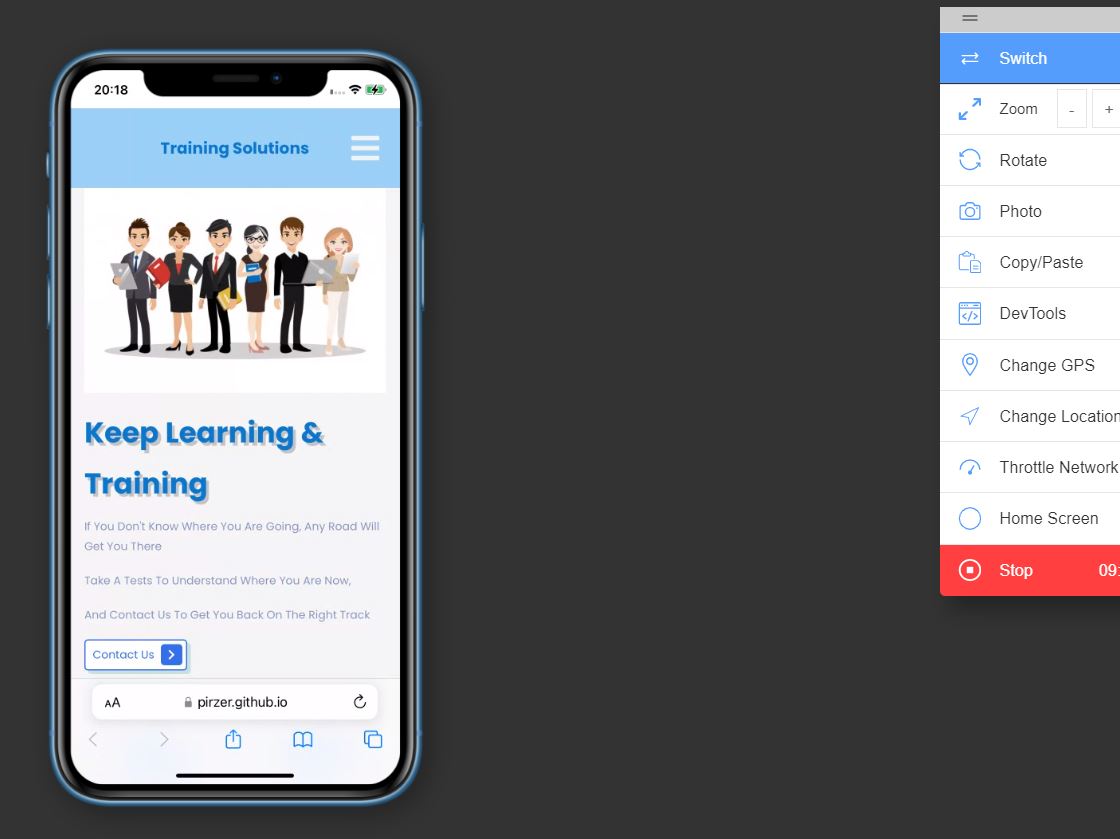 20:18
Training Solutions
Keep Learning &
Training
If You Don't Know Where You Are Going, Any Road Will
Get You There
Take A Tests To Understand Where You Are Now,
And Contact Us To Get You Back On The Right Track
Contact Us
AA
pirzer.github.io
Switch
Zoom - +
Rotate
Photo
Copy/Paste
DevTools
Change GPS
Change Location
Throttle Network
Home Screen
Stop 09: